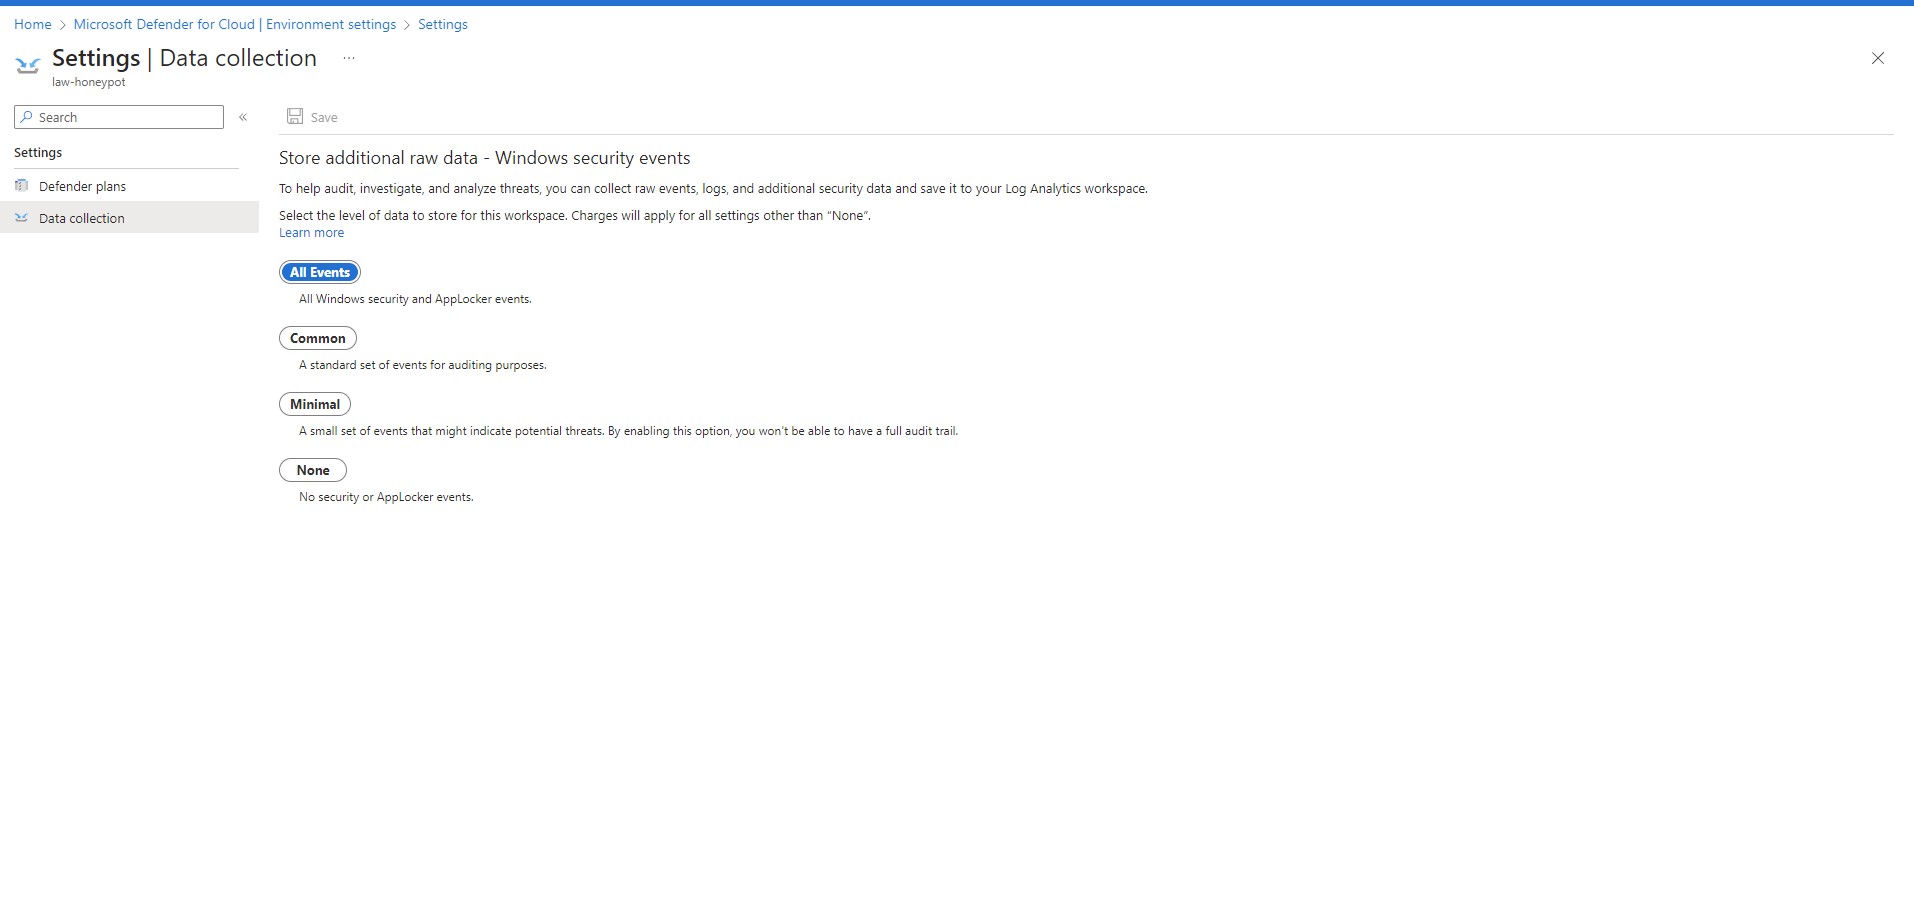 Home > Microsoft Defender for Cloud | Environment settings > Settings
Settings | Data collection ...
law-honeypot
Search «
Save
Settings
Defender plans
Data collection
Store additional raw data - Windows security events
To help audit, investigate, and analyze threats, you can collect raw events, logs, and additional security data and save it to your Log Analytics workspace.
Select the level of data to store for this workspace. Charges will apply for all settings other than “None”.
Learn more
All Events
All Windows security and AppLocker events.
Common
A standard set of events for auditing purposes.
Minimal
A small set of events that might indicate potential threats. By enabling this option, you won't be able to have a full audit trail.
None
No security or AppLocker events.